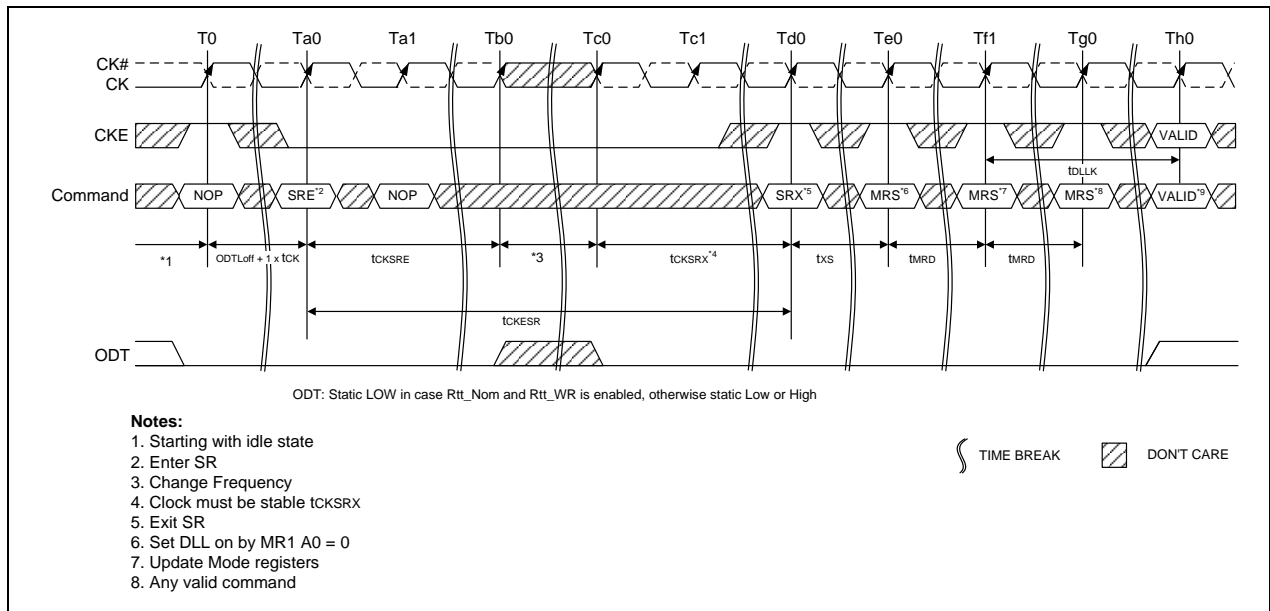 T0 Ta0 Ta1 Tb0 Tc0 Tc1 Td0 Te0 Tf1 Tg0 Th0
CK#
CK
CKE
VALID
tDLLK
Command
NOP SRE*2 NOP SRX*5 MRS*6 MRS*7 MRS*8 VALID*9
*1 ODTLoff + 1 x tCK tCKSRE *3 tCKSRX*4 tXS tMRD tMRD
tCKESR
ODT
ODT: Static LOW in case Rtt_Nom and Rtt_WR is enabled, otherwise static Low or High
Notes:
1. Starting with idle state
2. Enter SR
3. Change Frequency
4. Clock must be stable tCKSRX
5. Exit SR
6. Set DLL on by MR1 A0 = 0
7. Update Mode registers
8. Any valid command
TIME BREAK DON'T CARE